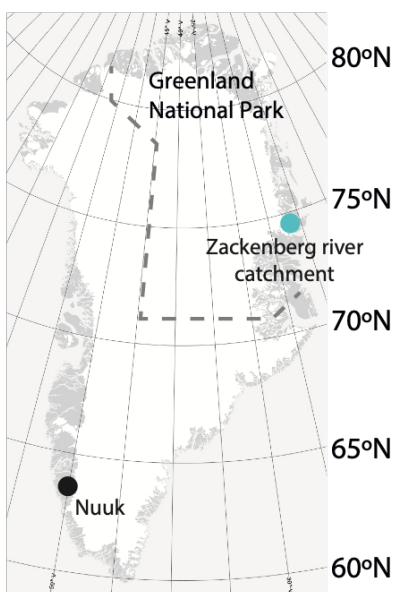 80ºN
Greenland
National Park
75ºN
Zackenberg river
catchment
70ºN
65ºN
Nuuk
60ºN